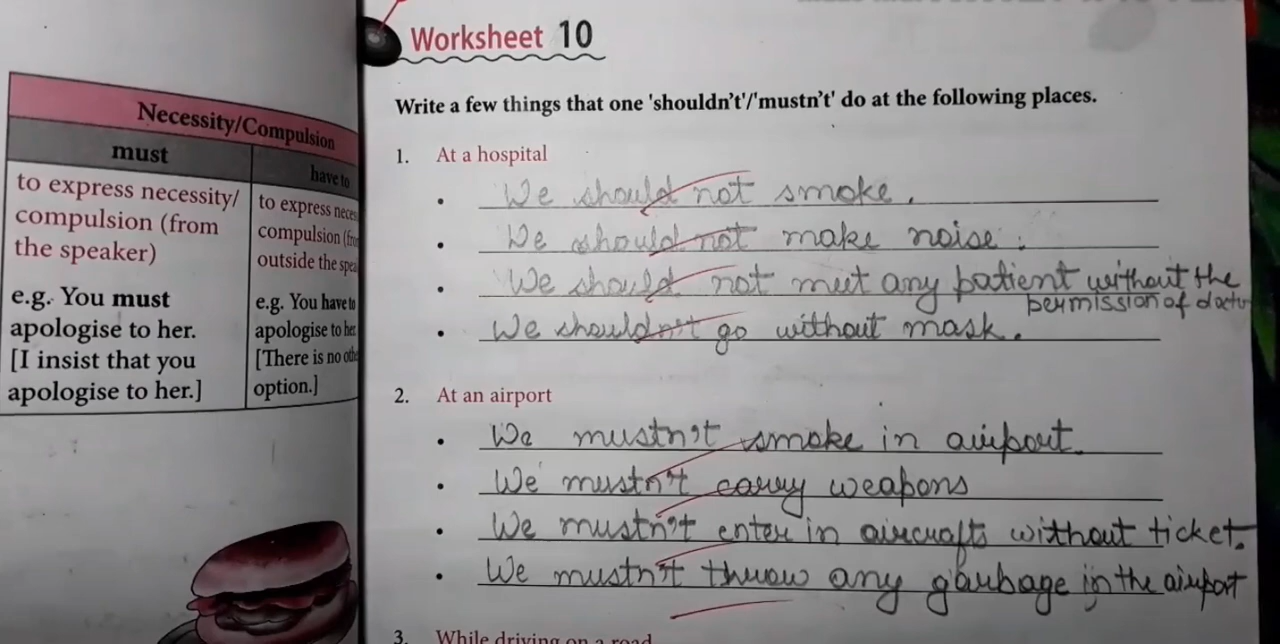 Necessity/Compulsion
must
have to
to express necessity/
compulsion (from
the speaker)
e.g. You must
apologise to her.
[I insist that you
apologise to her.]
to express
compulsion
outside the
e.g. You have to
apologise to her
[There is no
option.]
Worksheet 10
Write a few things that one 'shouldn't'/'mustn't' do at the following places.
1. At a hospital
• We should not smoke.
• We should not make noise.
• We should not meet any patient without the
permission of
• We shouldn't go without mask.
2. At an airport
• We mustn't smoke in airport.
• We mustn't carry weapons
• We mustn't enter in aircrafts without ticket.
• We mustn't throw any garbage in the airport
3. While driving on a road